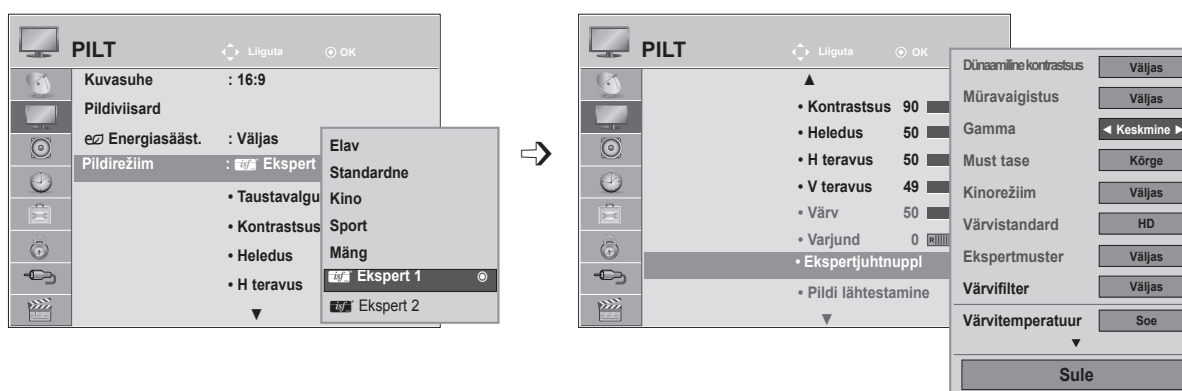 PILT
Liiguta
OK
Kuvasuhe : 16:9
Pildiviisard
Energiasääst. : Väljas
Pildirežiim : isf Ekspert
• Taustavalgu
• Kontrastsus
• Heledus
• H teravus
▼
Elav
Standardne
Kino
Sport
Mäng
isf Ekspert 1
isf Ekspert 2
PILT
Liiguta
OK
▲
• Kontrastsus 90
• Heledus 50
• H teravus 50
• V teravus 49
• Värv 50
• Varjund 0 R
• Ekspertjuhtnuppl
• Pildi lähtestamine
▼
Dünaamiline kontrastsus Väljas
Müravaigistus Väljas
Gamma ◄ Keskmine ►
Must tase Kõrge
Kinorežiim Väljas
Värvistandard HD
Ekspertmuster Väljas
Värvifilter Väljas
Värvitemperatuur Soe
▼
Sule